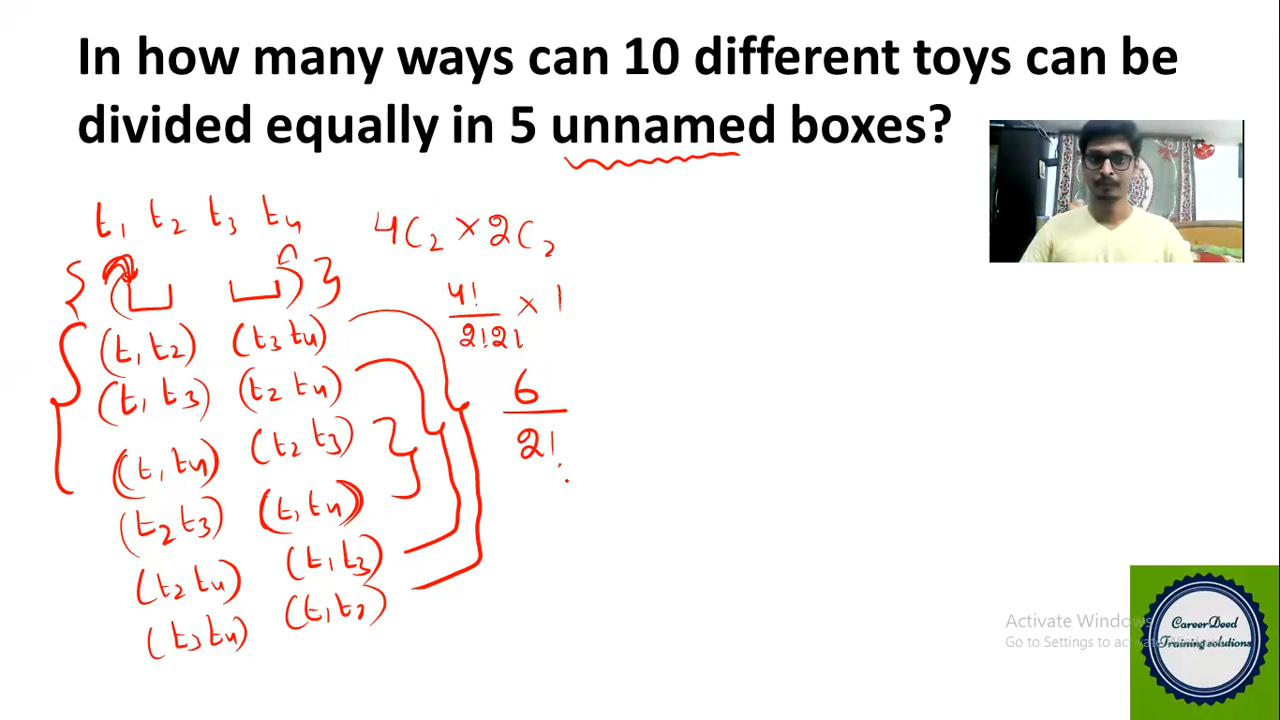 In how many ways can 10 different toys can be
divided equally in 5 unnamed boxes?
t1 t2 t3 t4
4C2 × 2C2
4!/2!2! × 1
(t1 t2) (t3 t4)
(t1 t3) (t2 t4)
6/2!
(t1 t4) (t2 t3)
(t2 t3) (t1 t4)
(t2 t4) (t1 t3)
(t3 t4) (t1 t2)
Activate Windows
Go to Settings to
CareerDeed
Training solutions